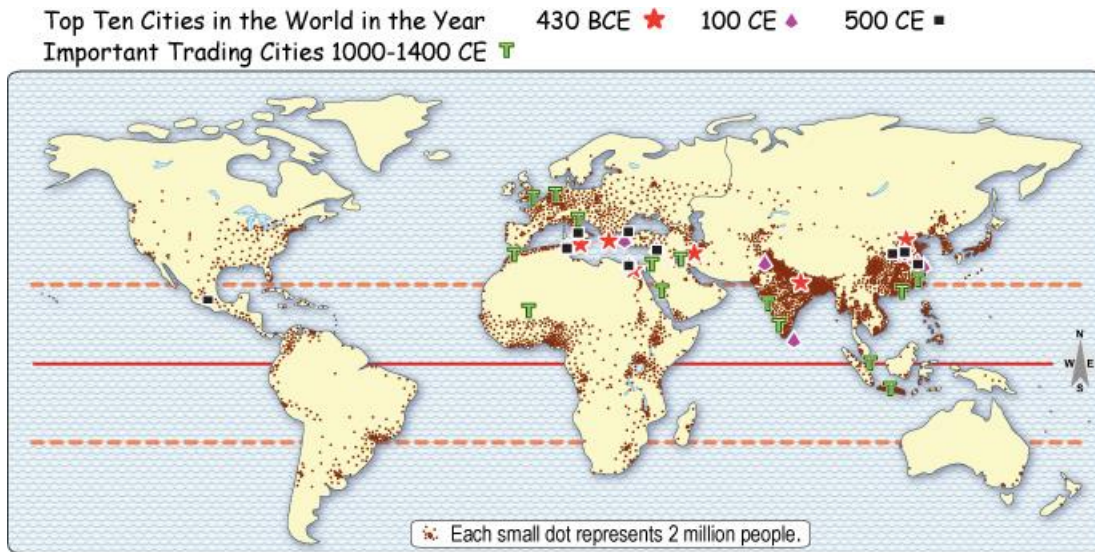 Top Ten Cities in the World in the Year 430 BCE 100 CE 500 CE
Important Trading Cities 1000-1400 CE T
T T
T
T
T T
T
T
T
T
T
T
T
T
N
W E
S
Each small dot represents 2 million people.